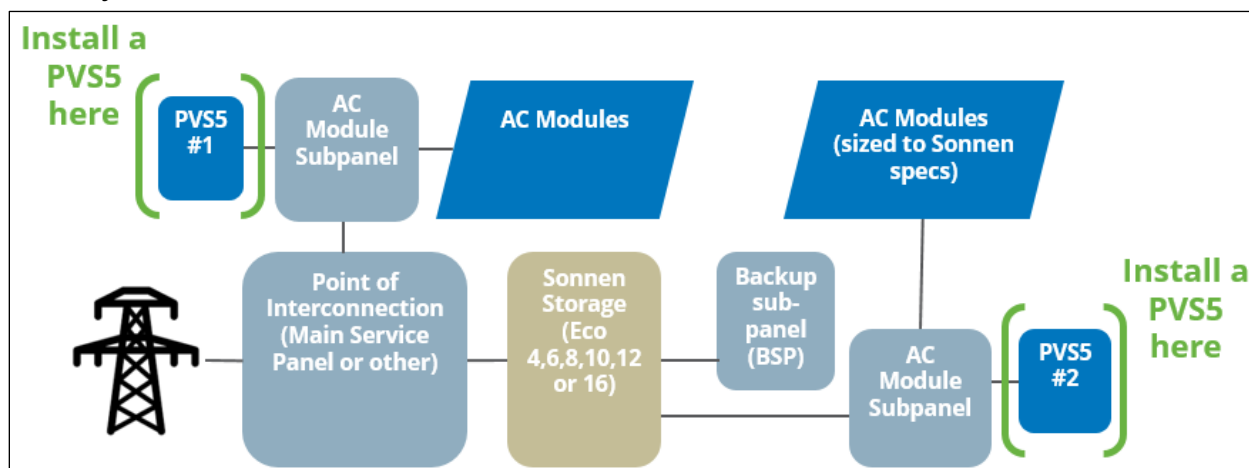 Install a
PVS5
here
PVS5
#1
AC
Module
Subpanel
AC Modules
AC Modules
(sized to Sonnen
specs)
Point of
Interconnection
(Main Service
Panel or other)
Sonnen
Storage
(Eco
4,6,8,10,12
or 16)
Backup
sub-
panel
(BSP)
AC
Module
Subpanel
PVS5
#2
Install a
PVS5
here